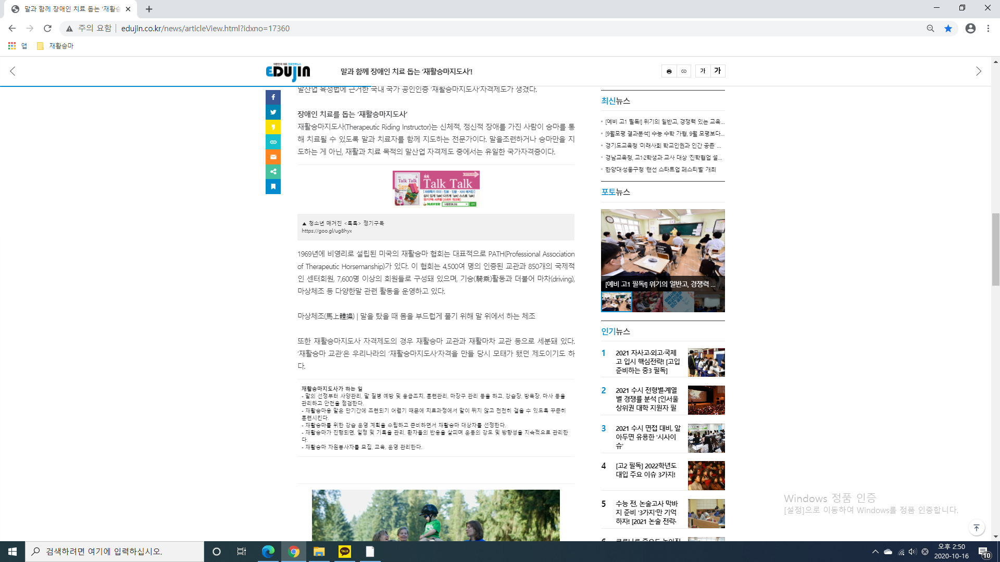 말과 함께 장애인 치료 돕는 ‘재활승
주의 요함
edujin.co.kr/news/articleView.html?idxno=17360
앱
재활승마
대한민국 대표 진로진학뉴스
EDUJIN
말과 함께 장애인 치료 돕는 ‘재활승마지도사’!
가 가
말산업 육성법에 근거한 국내 국가 공인인증 ‘재활승마지도사’자격제도가 생겼다.
장애인 치료를 돕는 ‘재활승마지도사’
재활승마지도사(Therapeutic Riding Instructor)는 신체적, 정신적 장애를 가진 사람이 승마를 통
해 치료될 수 있도록 말과 치료자를 함께 지도하는 전문가이다. 말을조련하거나 승마만을 지
도하는 게 아닌, 재활과 치료 목적의 말산업 자격제도 중에서는 유일한 국가자격증이다.
Talk Talk
톡톡
Talk Talk
[자유학기 리더 · 진로 · 인문 · 시사 매거진]
깊이 있게 Talk! 다르게 Talk! 스스로 Talk!
NAVER
▲ 청소년 매거진 <톡톡> 정기구독
https://goo.gl/ug8hyx
1969년에 비영리로 설립된 미국의 재활승마 협회는 대표적으로 PATH(Professional Association
of Therapeutic Horsemanship)가 있다. 이 협회는 4,500여 명의 인증된 교관과 850개의 국제적
인 센터회원, 7,600명 이상의 회원들로 구성돼 있으며, 기승(騎乘)활동과 더불어 마차(driving),
마상체조 등 다양한말 관련 활동을 운영하고 있다.
마상체조(馬上體操) | 말을 탔을 때 몸을 부드럽게 풀기 위해 말 위에서 하는 체조
또한 재활승마지도사 자격제도의 경우 재활승마 교관과 재활마차 교관 등으로 세분돼 있다.
‘재활승마 교관’은 우리나라의 ‘재활승마지도사’자격을 만들 당시 모태가 됐던 제도이기도 하
다.
재활승마지도사가 하는 일
- 말의 선정부터 사양관리, 말 질병 예방 및 응급조치, 훈련관리, 마장구 관리 등을 하고, 강습장, 방목장, 마사 등을
관리하고 안전을 점검한다.
- 재활승마용 말은 단기간에 조련되기 어렵기 때문에 치료과정에서 말이 뛰지 않고 천천히 걸을 수 있도록 꾸준히
훈련시킨다.
- 재활승마를 위한 강습 운영 계획을 수립하고 준비하면서 재활승마 대상자를 선정한다.
- 재활승마가 진행되면, 일정 및 기록을 관리, 환자들의 반응을 살피며 운동의 강도 및 방향성을 지속적으로 관리한
다.
- 재활승마 자원봉사자를 모집, 교육, 운영 관리한다.
최신뉴스
[예비 고1 필독!] 위기의 일반고, 경쟁력 있는 교육...
[9월모평 결과분석] 수능 수학 가형, 9월 모평보다...
경기도교육청 '미래사회 학교인권과 인간 공존' ...
경남교육청, 고1·2학생과 교사 대상 '진학협업 설...
한양대·성동구청 '랜선 스타트업 페스티벌' 개최
포토뉴스
[예비 고1 필독!] 위기의 일반고, 경쟁력 ...
인기뉴스
1 2021 자사고·외고·국제
고 입시 핵심전략! [고입
준비하는 중3 필독]
2 2021 수시 전형별·계열
별 경쟁률 분석 [인서울
상위권 대학 지원자 필
3 2021 수시 면접 대비, 알
아두면 유용한 '시사이
슈'
4 [고2 필독] 2022학년도
대입 주요 이슈 3가지!
5 수능 전, 논술고사 막바
지 준비 '3가지'만 기억
하자! [2021 논술 전략·
6
Windows 정품 인증
[설정]으로 이동하여 Windows를 정품 인증합니다.
검색하려면 여기에 입력하십시오.
TALK
오후 2:50
2020-10-16
10